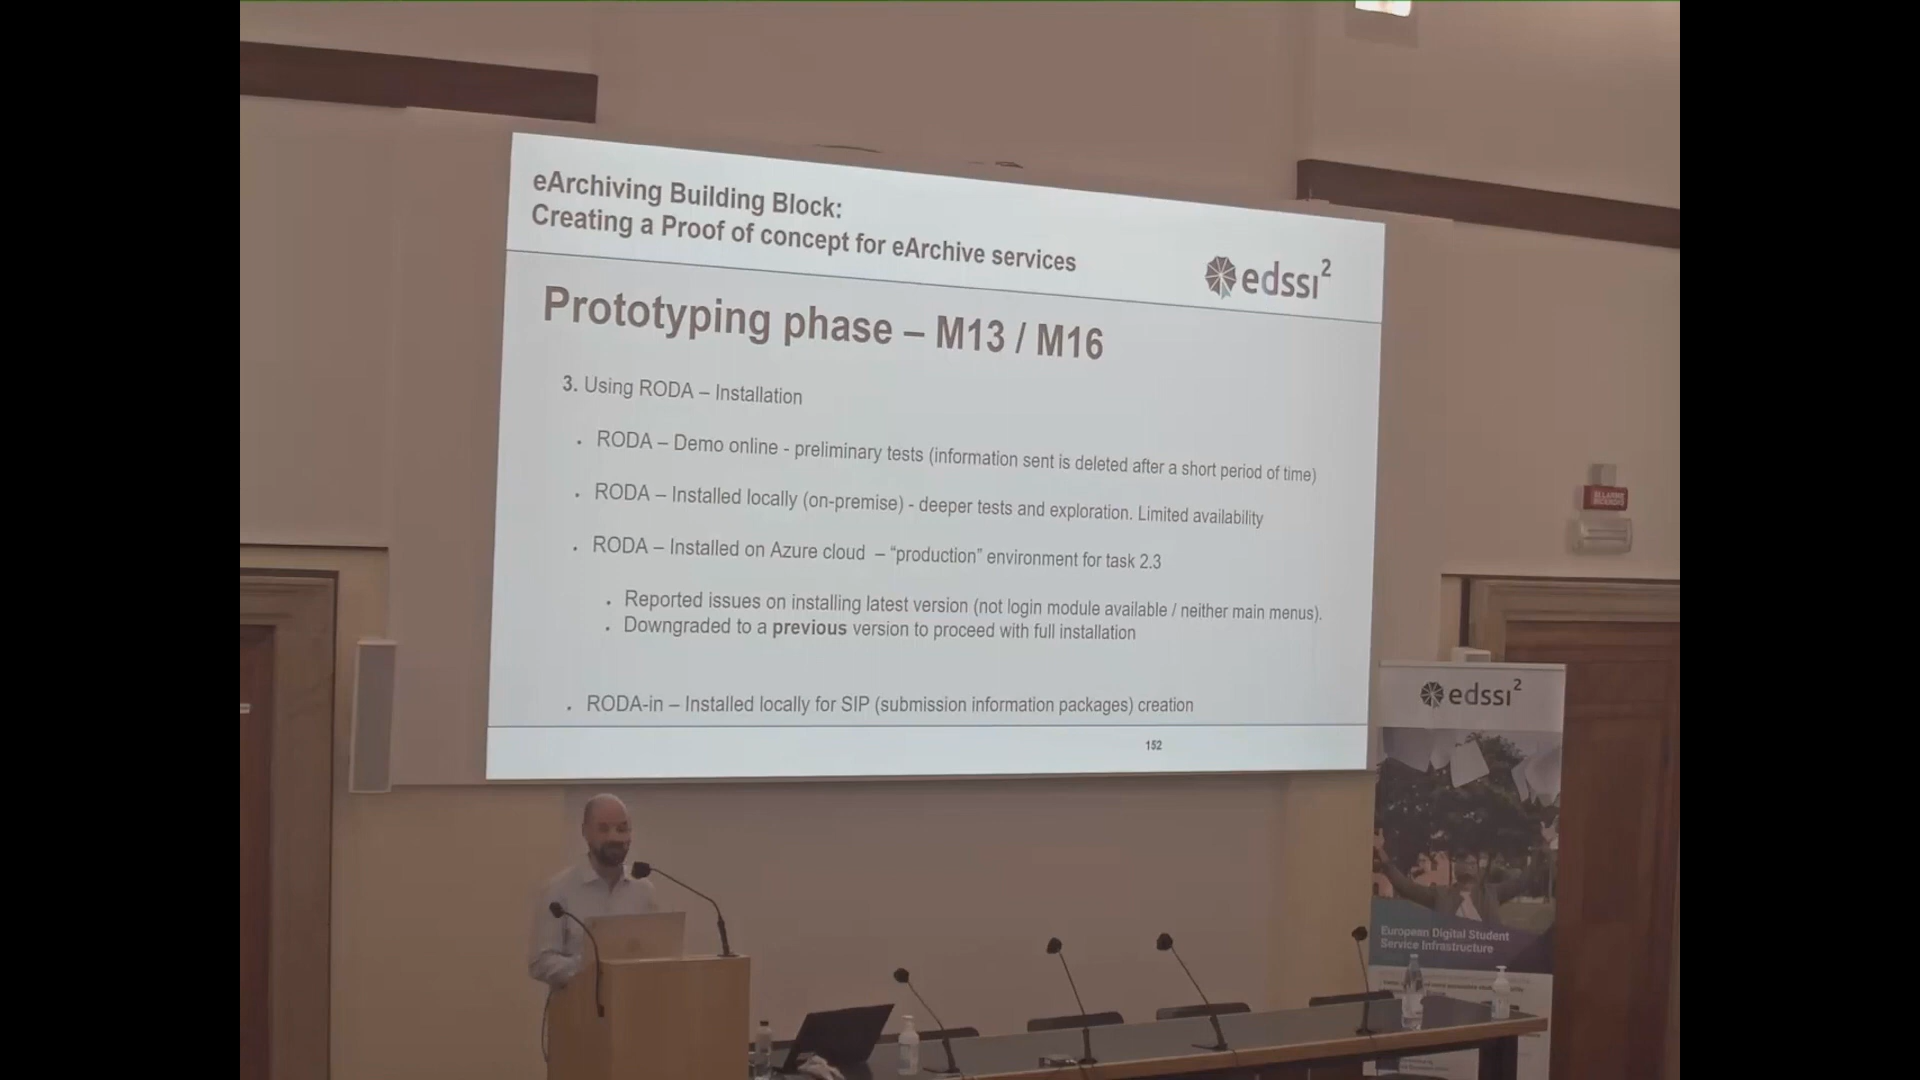 eArchiving Building Block:
Creating a Proof of concept for eArchive services
edssi²
Prototyping phase – M13 / M16
3. Using RODA – Installation
• RODA – Demo online - preliminary tests (information sent is deleted after a short period of time)
• RODA – Installed locally (on-premise) - deeper tests and exploration. Limited availability
• RODA – Installed on Azure cloud – “production” environment for task 2.3
• Reported issues on installing latest version (not login module available / neither main menus).
• Downgraded to a previous version to proceed with full installation
• RODA-in – Installed locally for SIP (submission information packages) creation
152
edssi²
European Digital Student
Service Infrastructure